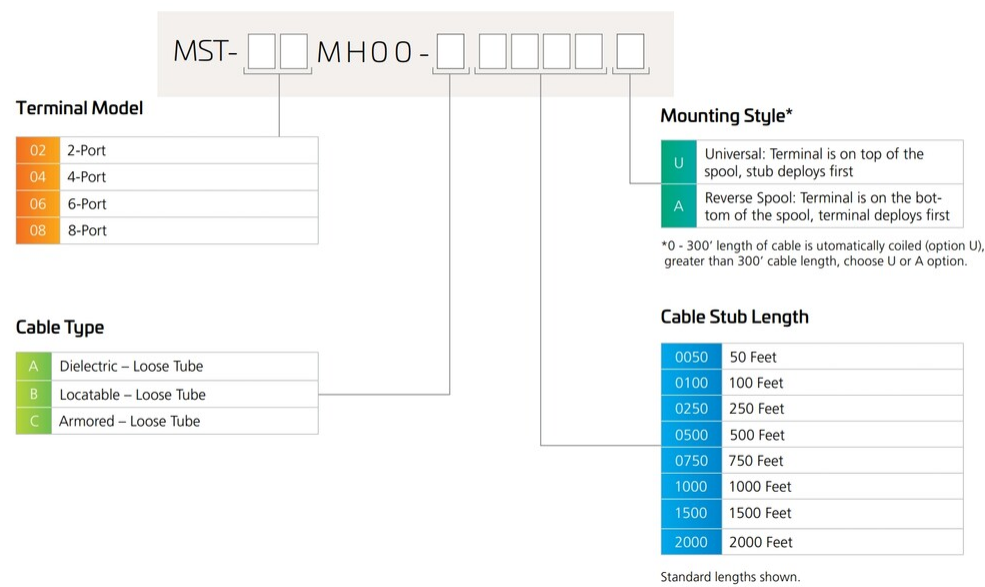 MST- MH00 -
Terminal Model
02 2-Port
04 4-Port
06 6-Port
08 8-Port
Cable Type
A Dielectric – Loose Tube
B Locatable – Loose Tube
C Armored – Loose Tube
Mounting Style*
U Universal: Terminal is on top of the
spool, stub deploys first
A Reverse Spool: Terminal is on the bot-
tom of the spool, terminal deploys first
*0 - 300’ length of cable is utomatically coiled (option U),
greater than 300’ cable length, choose U or A option.
Cable Stub Length
0050 50 Feet
0100 100 Feet
0250 250 Feet
0500 500 Feet
0750 750 Feet
1000 1000 Feet
1500 1500 Feet
2000 2000 Feet
Standard lengths shown.